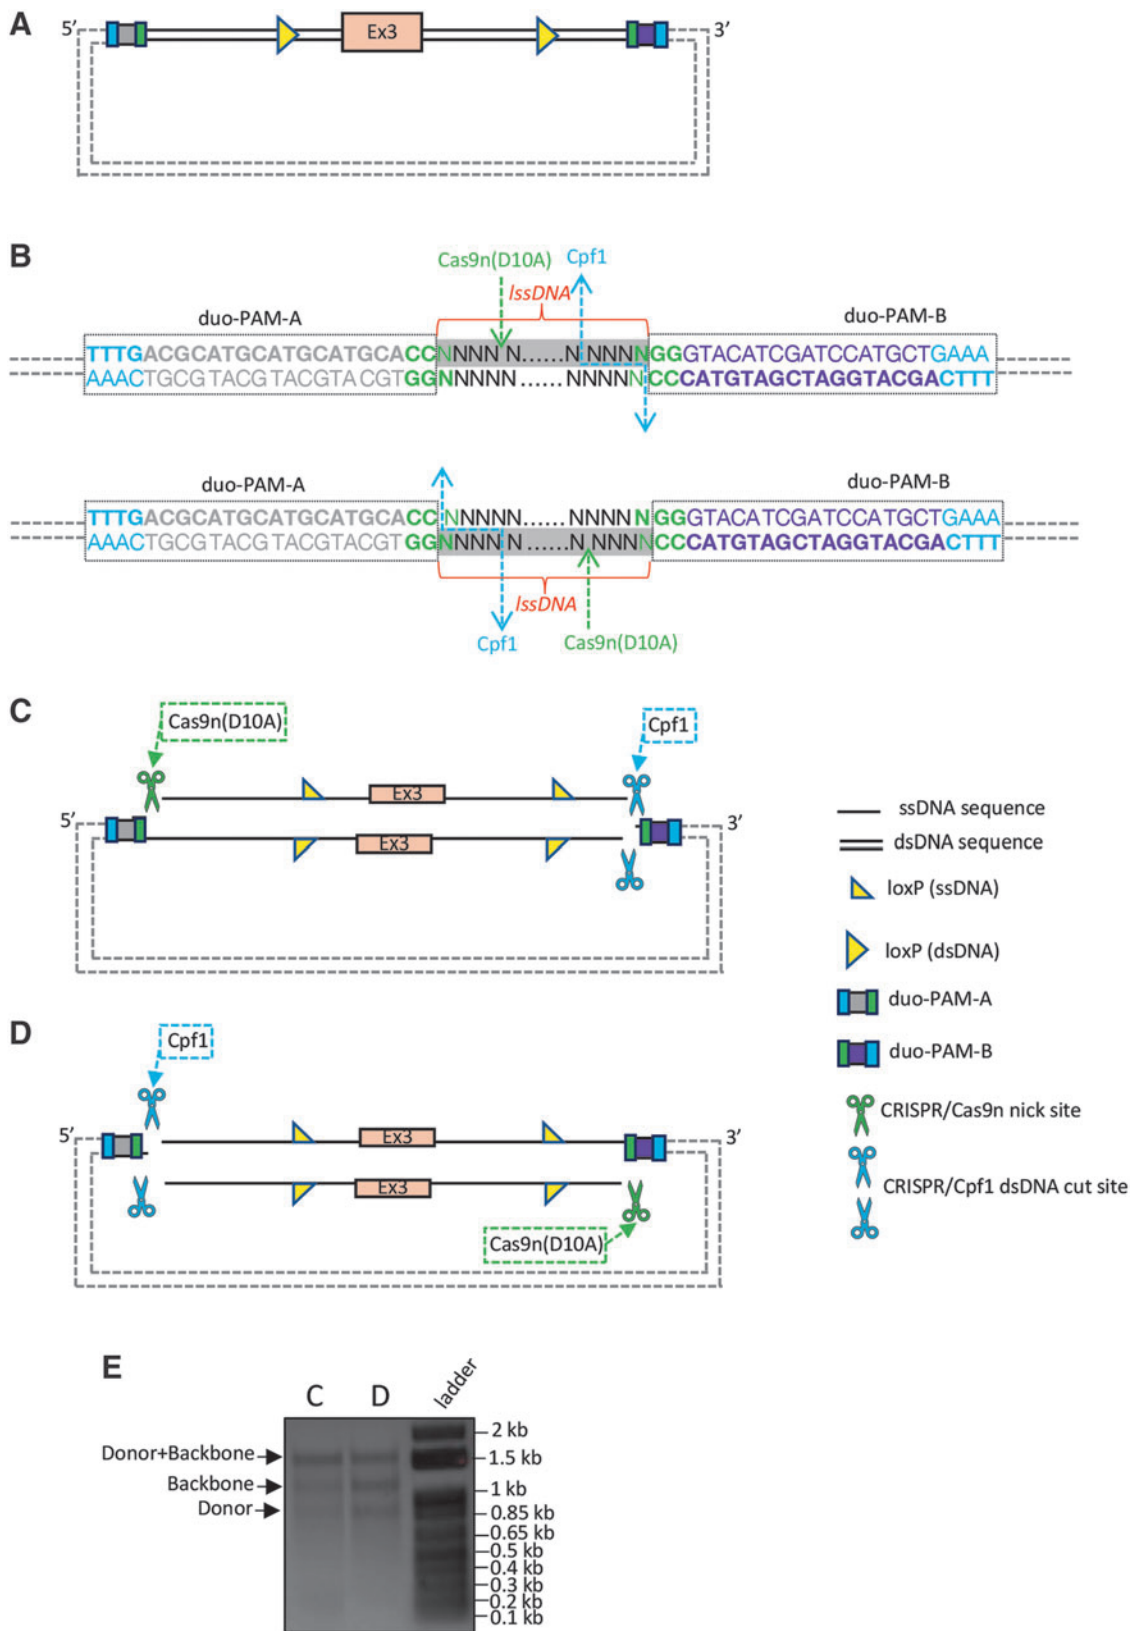 A
5’
Ex3
3’
B
Cas9n(D10A)
Cpf1
lssDNA
duo-PAM-A
duo-PAM-B
TTTGACGCATGCATGCATGCACCNNNNN......NNNNNGGGTACATCGATCCATGCTGAAA
AAACTGCGTACGTACGTACGTGGNNNNN......NNNNNCCCATGTAGCTAGGTACGACTTT
duo-PAM-A
duo-PAM-B
TTTGACGCATGCATGCATGCACCNNNNN......NNNNNGGGTACATCGATCCATGCTGAAA
AAACTGCGTACGTACGTACGTGGNNNNN......NNNNNCCCATGTAGCTAGGTACGACTTT
lssDNA
Cpf1
Cas9n(D10A)
C
Cas9n(D10A)
Cpf1
Ex3
5’
3’
Ex3
ssDNA sequence
dsDNA sequence
loxP (ssDNA)
loxP (dsDNA)
duo-PAM-A
duo-PAM-B
CRISPR/Cas9n nick site
CRISPR/Cpf1 dsDNA cut site
D
Cpf1
5’
Ex3
3’
Ex3
Cas9n(D10A)
E
C
D
ladder
Donor+Backbone
Backbone
Donor
2 kb
1.5 kb
1 kb
0.85 kb
0.65 kb
0.5 kb
0.4 kb
0.3 kb
0.2 kb
0.1 kb